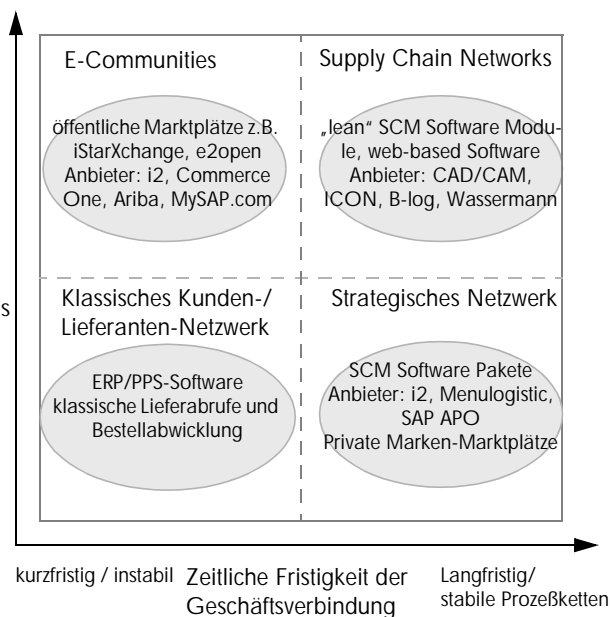 E-Communities
öffentliche Marktplätze z.B.
iStarXchange, e2open
Anbieter: i2, Commerce
One, Ariba, MySAP.com
Supply Chain Networks
„lean“ SCM Software Modu-
le, web-based Software
Anbieter: CAD/CAM,
ICON, B-log, Wassermann
s
Klassisches Kunden-/
Lieferanten-Netzwerk
ERP/PPS-Software
klassische Lieferabrufe und
Bestellabwicklung
Strategisches Netzwerk
SCM Software Pakete
Anbieter: i2, Menulogistic,
SAP APO
Private Marken-Marktplätze
kurzfristig / instabil
Zeitliche Fristigkeit der
Geschäftsverbindung
Langfristig/
stabile Prozeßketten